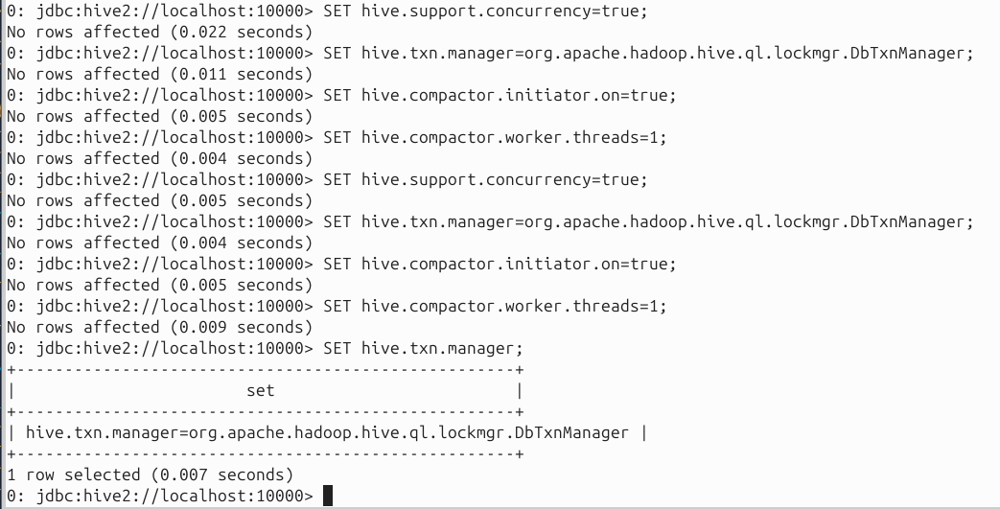 0: jdbc:hive2://localhost:10000> SET hive.support.concurrency=true;
No rows affected (0.022 seconds)
0: jdbc:hive2://localhost:10000> SET hive.txn.manager=org.apache.hadoop.hive.ql.lockmgr.DbTxnManager;
No rows affected (0.011 seconds)
0: jdbc:hive2://localhost:10000> SET hive.compactor.initiator.on=true;
No rows affected (0.005 seconds)
0: jdbc:hive2://localhost:10000> SET hive.compactor.worker.threads=1;
No rows affected (0.004 seconds)
0: jdbc:hive2://localhost:10000> SET hive.support.concurrency=true;
No rows affected (0.005 seconds)
0: jdbc:hive2://localhost:10000> SET hive.txn.manager=org.apache.hadoop.hive.ql.lockmgr.DbTxnManager;
No rows affected (0.004 seconds)
0: jdbc:hive2://localhost:10000> SET hive.compactor.initiator.on=true;
No rows affected (0.005 seconds)
0: jdbc:hive2://localhost:10000> SET hive.compactor.worker.threads=1;
No rows affected (0.009 seconds)
0: jdbc:hive2://localhost:10000> SET hive.txn.manager;
+----------------------------------------------------+
|                         set                         |
+----------------------------------------------------+
| hive.txn.manager=org.apache.hadoop.hive.ql.lockmgr.DbTxnManager |
+----------------------------------------------------+
1 row selected (0.007 seconds)
0: jdbc:hive2://localhost:10000>